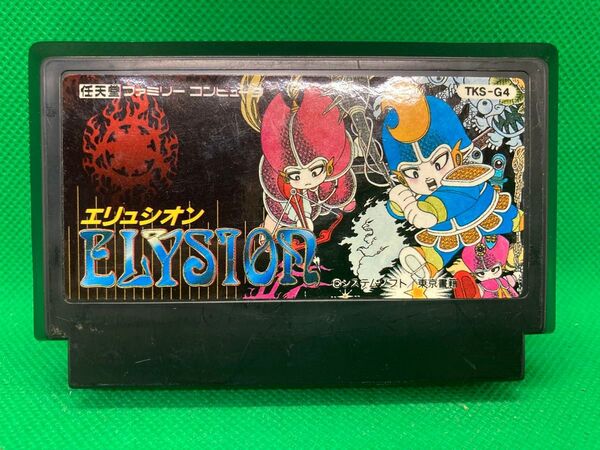 任天堂 ファミリー コンピュータ
TKS-G4
エリュシオン
ELYSION
©システムソフト / 東京書籍